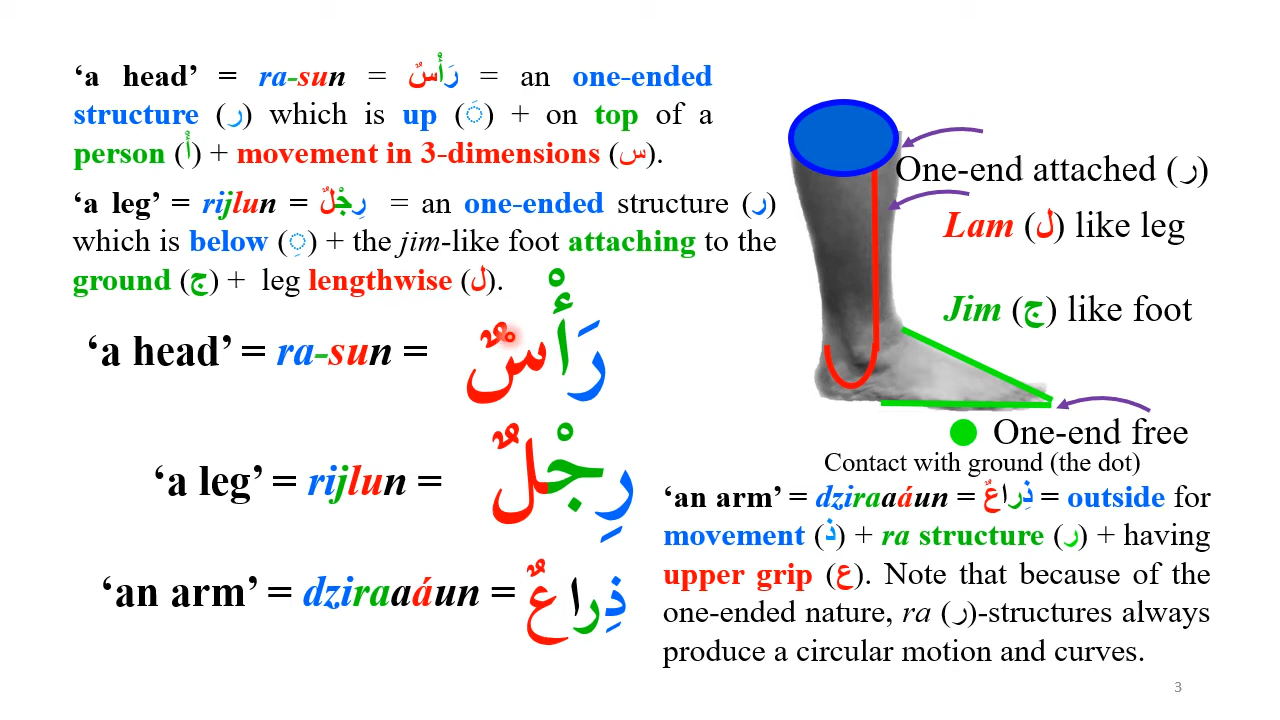 ‘a head’ = ra-sun = رَأْسٌ = an one-ended
structure (ر) which is up (◌َ) + on top of a
person (أْ) + movement in 3-dimensions (س).
‘a leg’ = rijlun = رِجْلٌ = an one-ended structure (ر)
which is below (◌ِ) + the jim-like foot attaching to the
ground (ج) + leg lengthwise (ل).
‘a head’ = ra-sun = رَأْسٌ
‘a leg’ = rijlun = رِجْلٌ
‘an arm’ = dziraaáun = ذِراعٌ
One-end attached (ر)
Lam (ل) like leg
Jim (ج) like foot
One-end free
Contact with ground (the dot)
‘an arm’ = dziraaáun = ذِراعٌ = outside for
movement (ذ) + ra structure (ر) + having
upper grip (ع). Note that because of the
one-ended nature, ra (ر)-structures always
produce a circular motion and curves.
3